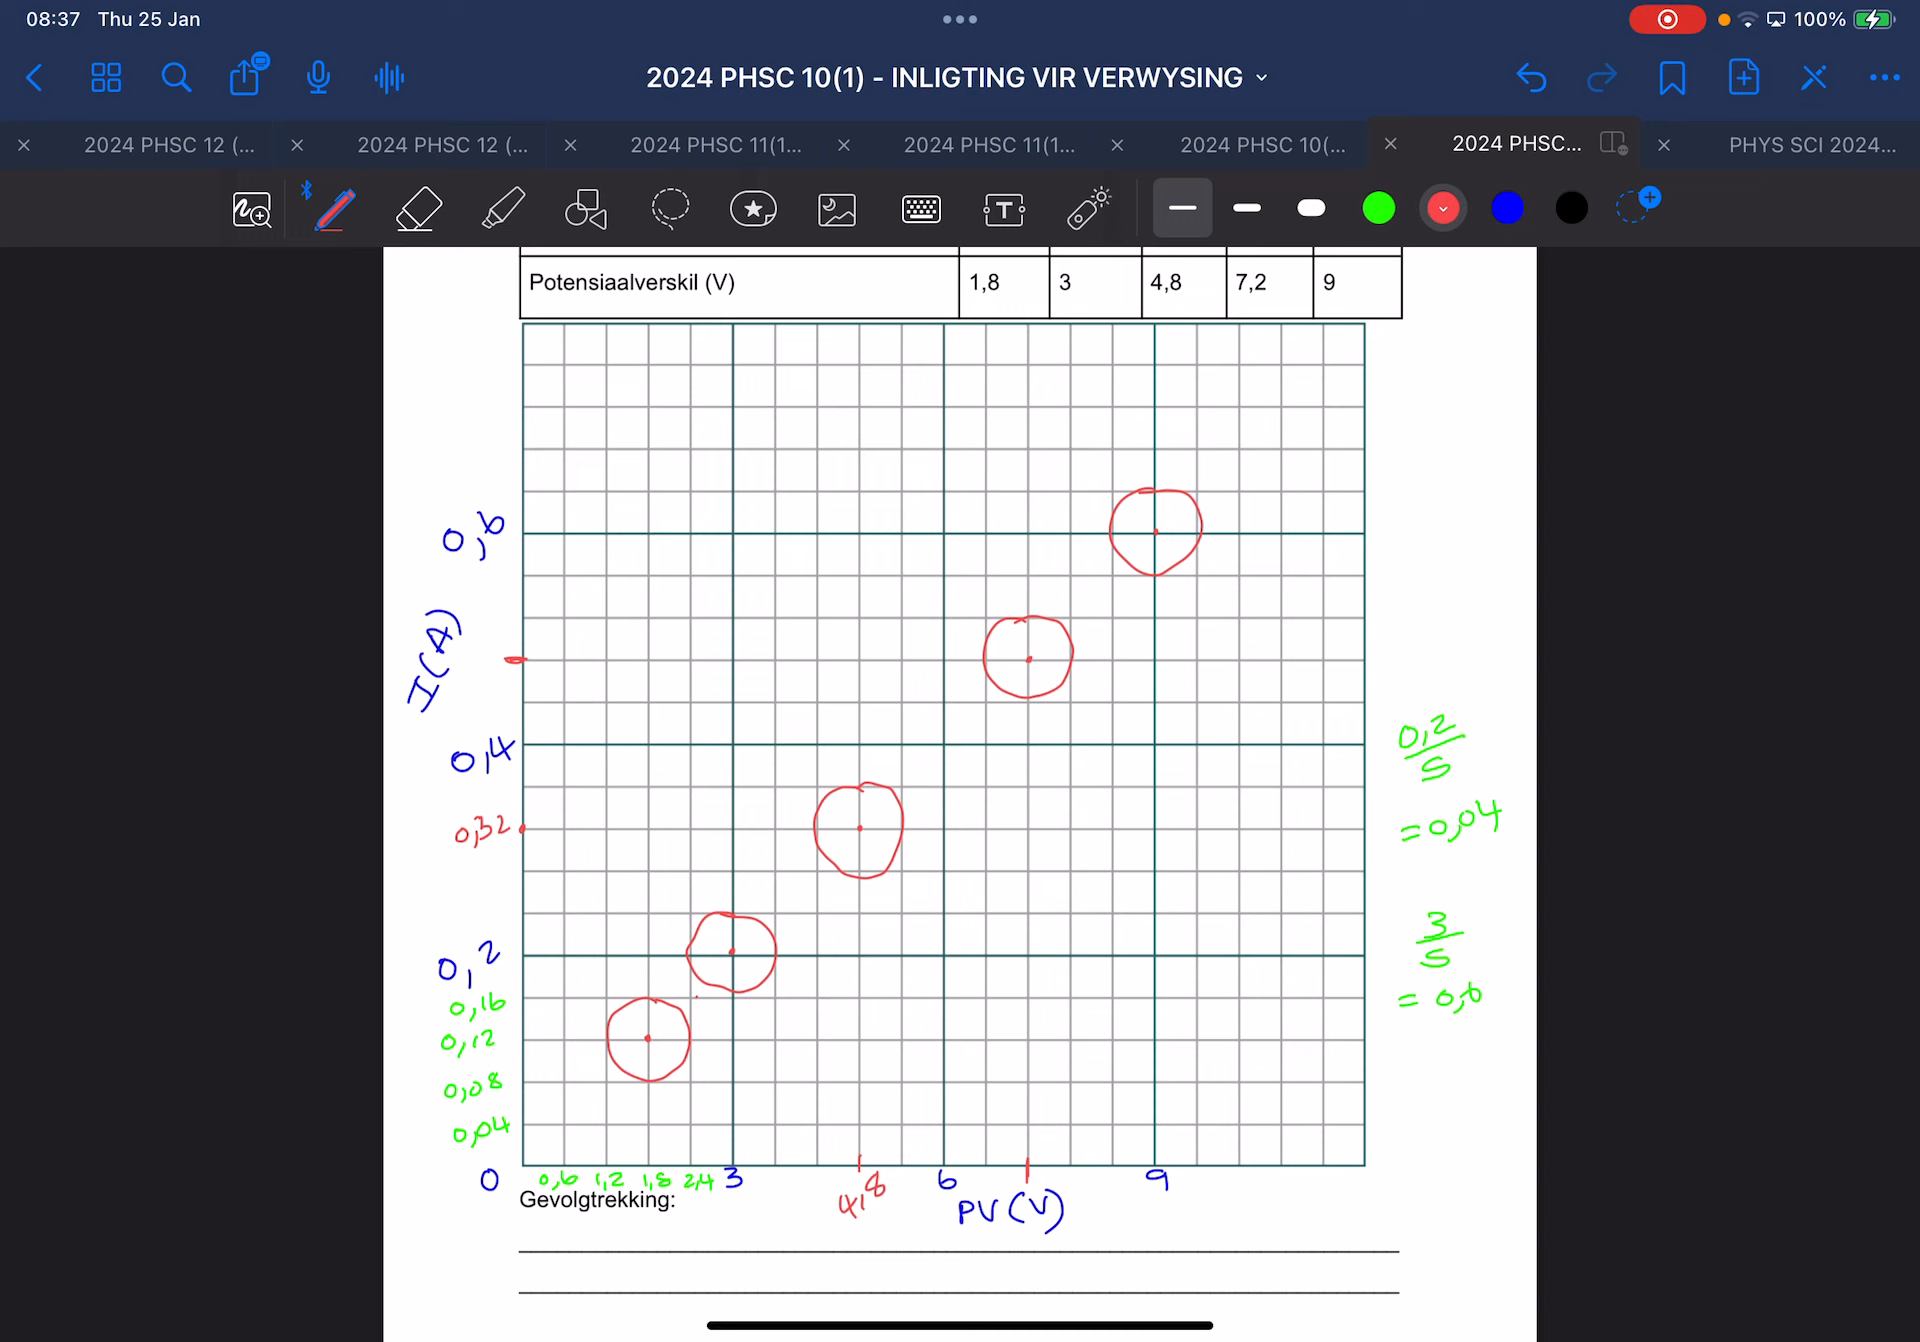 08:37 Thu 25 Jan
100%
2024 PHSC 10(1) - INLIGTING VIR VERWYSING
2024 PHSC 12 (...
2024 PHSC 12 (...
2024 PHSC 11(1...
2024 PHSC 11(1...
2024 PHSC 10(...
2024 PHSC...
PHYS SCI 2024...
Potensiaalverskil (V) 1,8 3 4,8 7,2 9
0,6
I(A)
0,4
0,32
0,2
0,16
0,12
0,08
0,04
0 0,6 1,2 1,8 2,4 3 4,8 6 9
PV (V)
0,2
5
= 0,04
3
5
= 0,6
Gevolgtrekking: